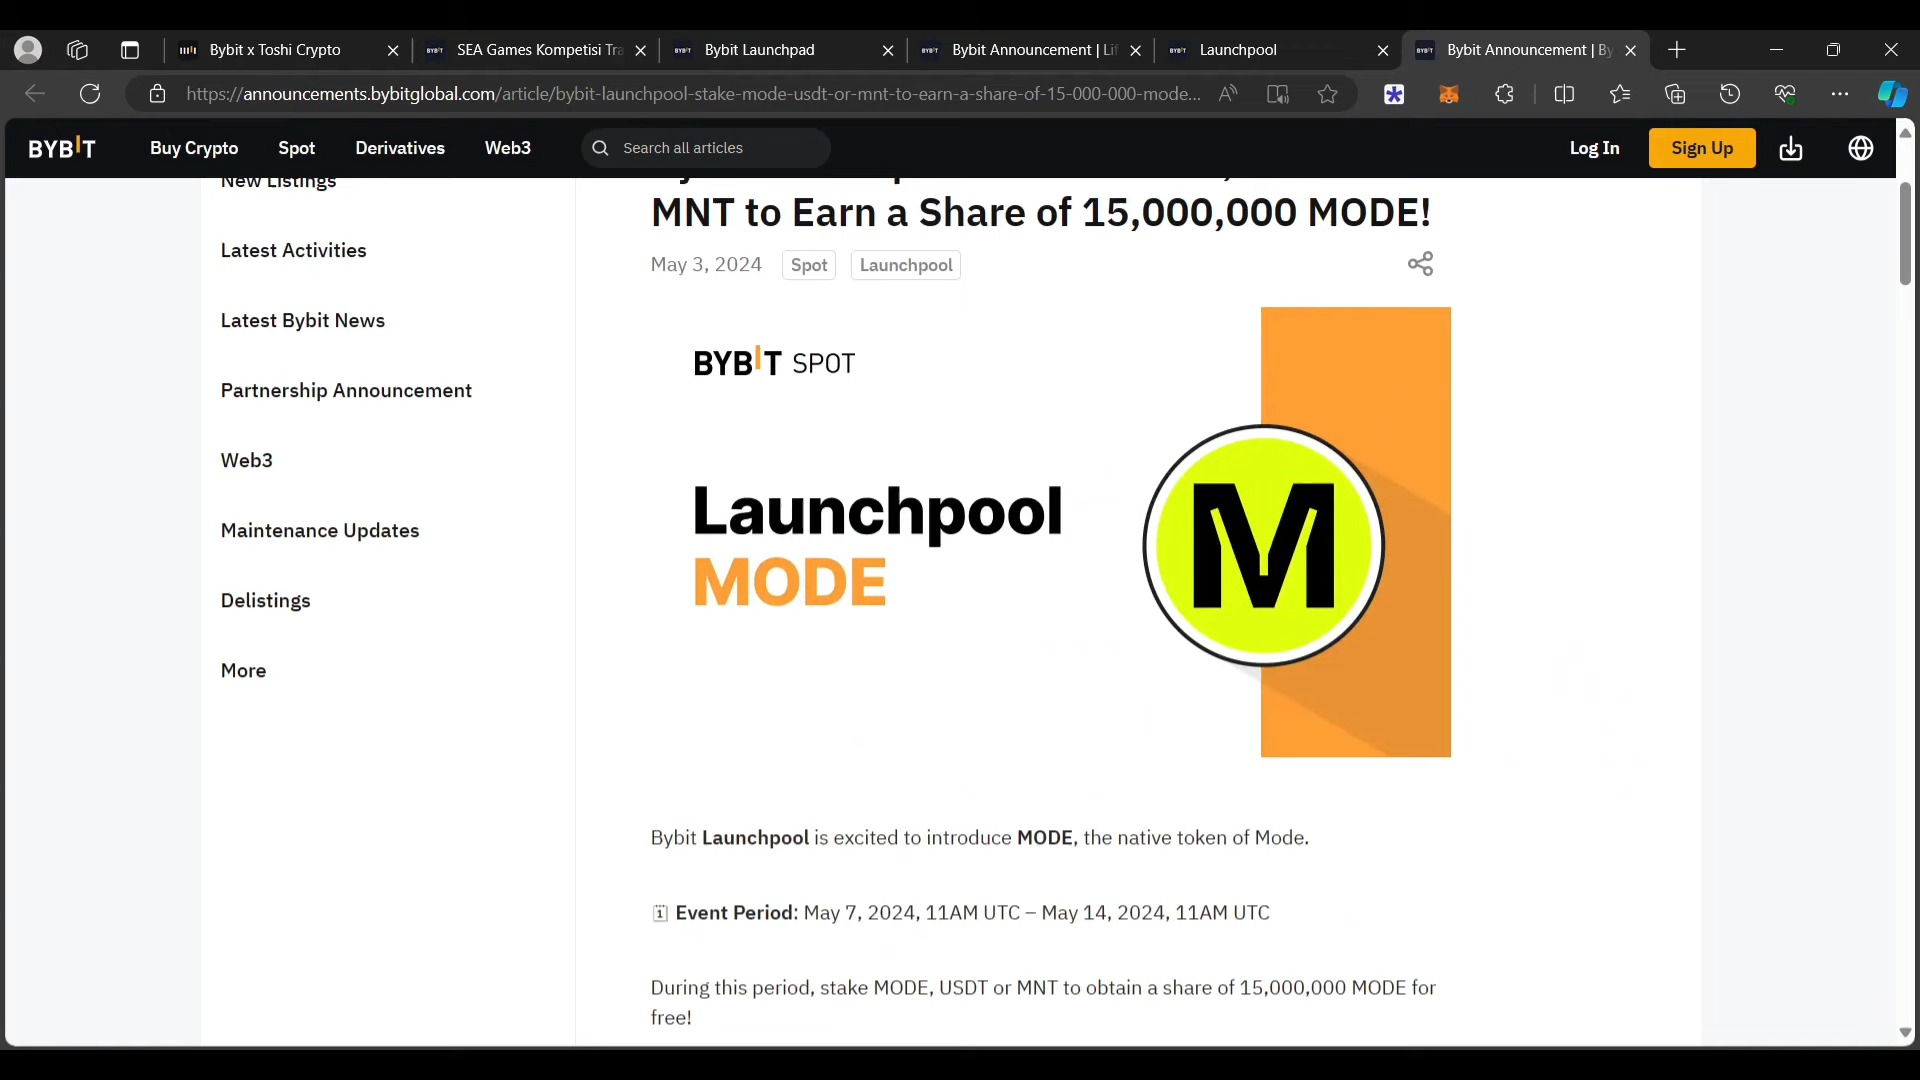 Bybit x Toshi Crypto
SEA Games Kompetisi Tra
Bybit Launchpad
Bybit Announcement | Lif
Launchpool
Bybit Announcement | By
https://announcements.bybitglobal.com/article/bybit-launchpool-stake-mode-usdt-or-mnt-to-earn-a-share-of-15-000-000-mode...
BYBIT
Buy Crypto
Spot
Derivatives
Web3
Search all articles
Log In
Sign Up
New Listings
Latest Activities
Latest Bybit News
Partnership Announcement
Web3
Maintenance Updates
Delistings
More
MNT to Earn a Share of 15,000,000 MODE!
May 3, 2024 Spot Launchpool
BYBIT SPOT
Launchpool
MODE
M
Bybit Launchpool is excited to introduce MODE, the native token of Mode.
🗓 Event Period: May 7, 2024, 11AM UTC – May 14, 2024, 11AM UTC
During this period, stake MODE, USDT or MNT to obtain a share of 15,000,000 MODE for
free!